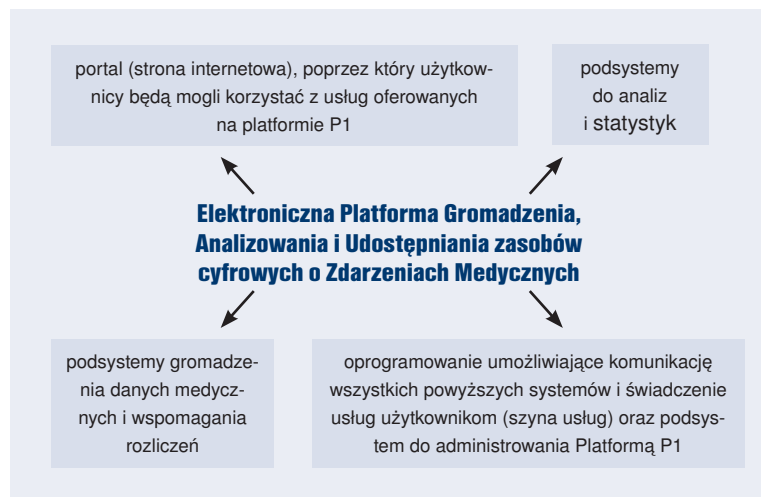 portal (strona internetowa), poprzez który użytkow-
nicy będą mogli korzystać z usług oferowanych
na platformie P1
podsystemy
do analiz
i statystyk
Elektroniczna Platforma Gromadzenia,
Analizowania i Udostępniania zasobów
cyfrowych o Zdarzeniach Medycznych
podsystemy gromadze-
nia danych medycz-
nych i wspomagania
rozliczeń
oprogramowanie umożliwiające komunikację
wszystkich powyższych systemów i świadczenie
usług użytkownikom (szyna usług) oraz podsys-
tem do administrowania Platformą P1